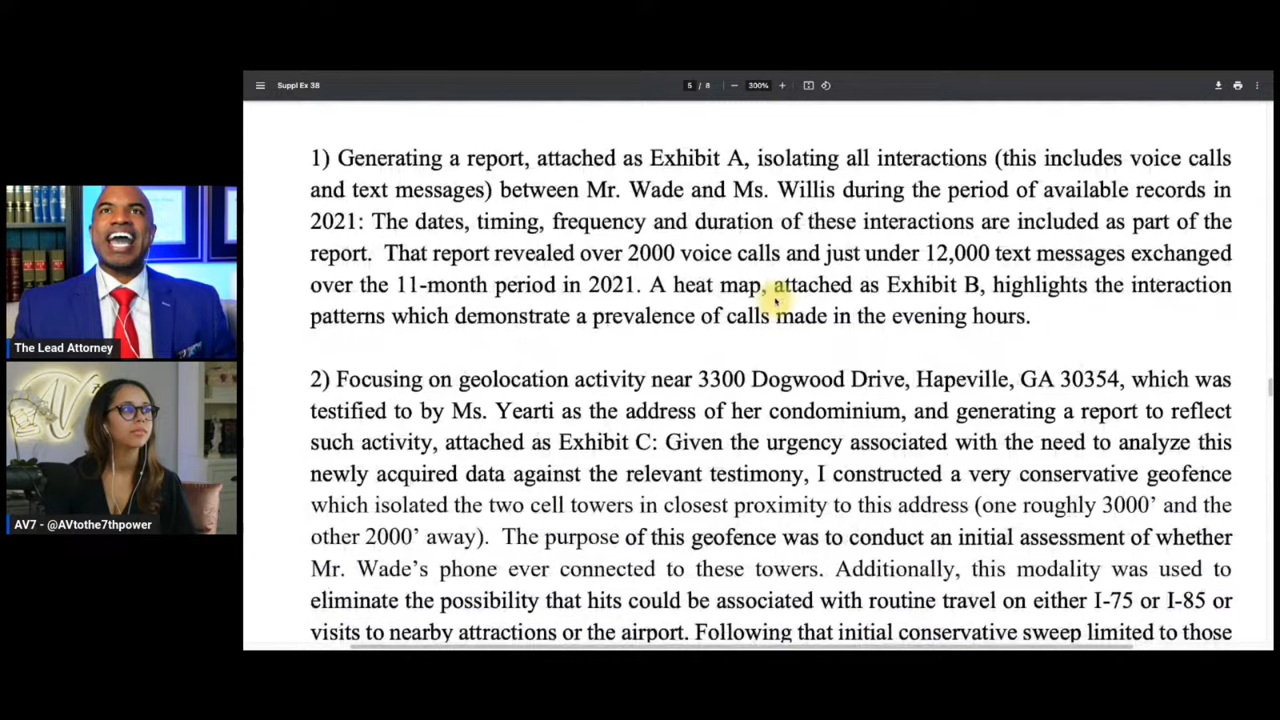 Suppl Ex 38
5 / 8
300%
1) Generating a report, attached as Exhibit A, isolating all interactions (this includes voice calls
and text messages) between Mr. Wade and Ms. Willis during the period of available records in
2021: The dates, timing, frequency and duration of these interactions are included as part of the
report. That report revealed over 2000 voice calls and just under 12,000 text messages exchanged
over the 11-month period in 2021. A heat map, attached as Exhibit B, highlights the interaction
patterns which demonstrate a prevalence of calls made in the evening hours.
2) Focusing on geolocation activity near 3300 Dogwood Drive, Hapeville, GA 30354, which was
testified to by Ms. Yearti as the address of her condominium, and generating a report to reflect
such activity, attached as Exhibit C: Given the urgency associated with the need to analyze this
newly acquired data against the relevant testimony, I constructed a very conservative geofence
which isolated the two cell towers in closest proximity to this address (one roughly 3000’ and the
other 2000’ away). The purpose of this geofence was to conduct an initial assessment of whether
Mr. Wade’s phone ever connected to these towers. Additionally, this modality was used to
eliminate the possibility that hits could be associated with routine travel on either I-75 or I-85 or
visits to nearby attractions or the airport. Following that initial conservative sweep limited to those
The Lead Attorney
AV
AV7 - @AVtothe7thpower